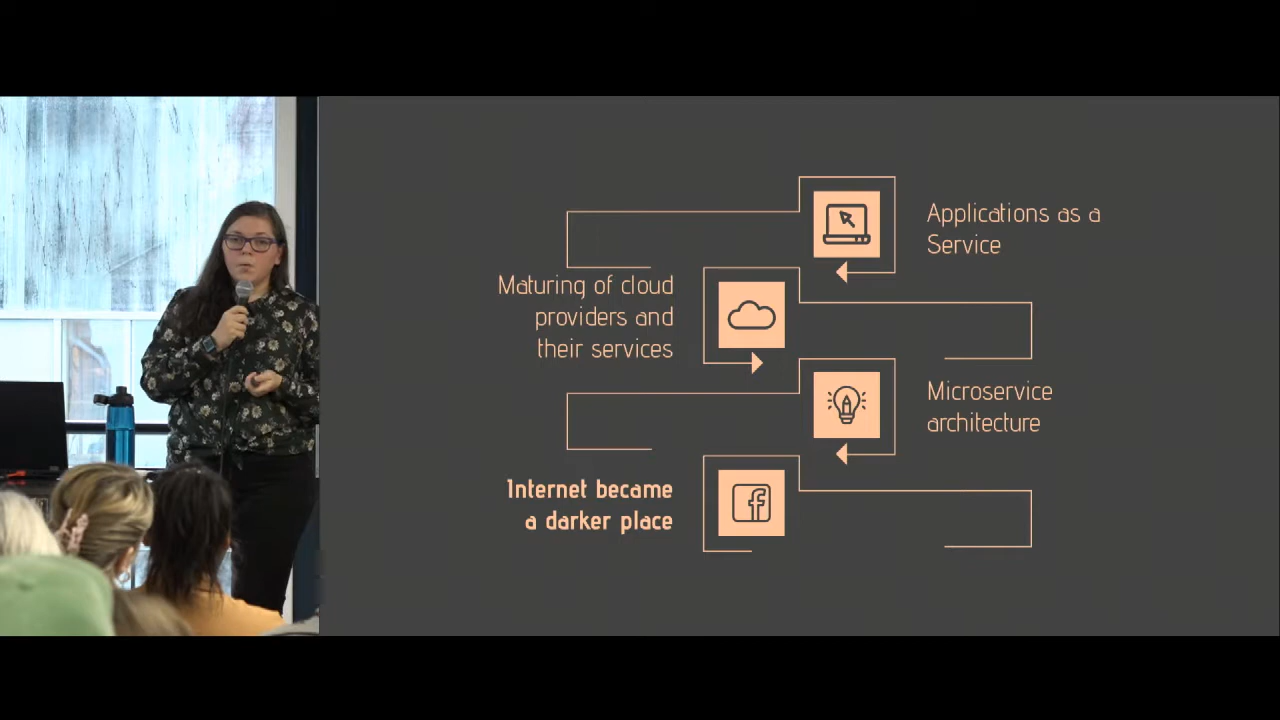 Applications as a
Service
Maturing of cloud
providers and
their services
Microservice
architecture
Internet became
a darker place